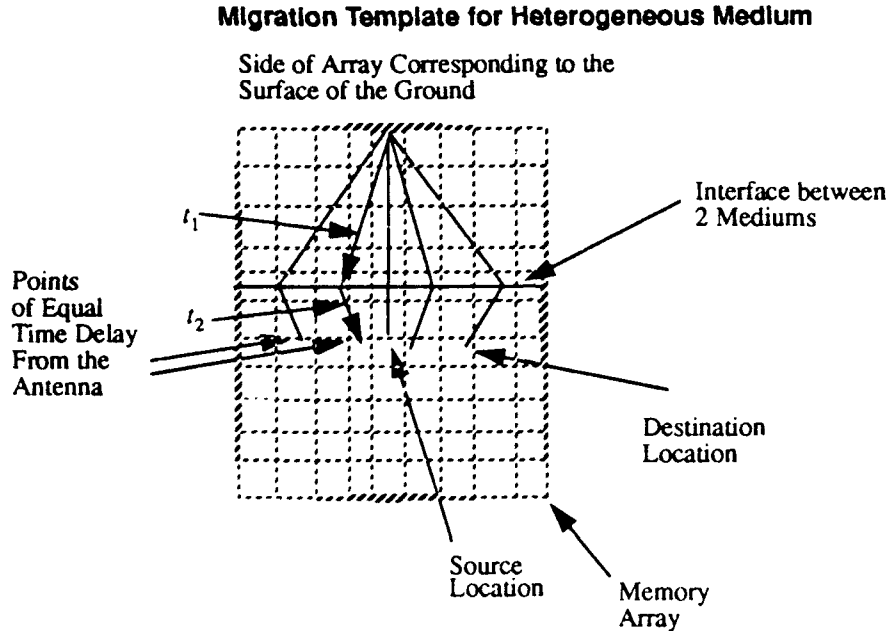 Migration Template for Heterogeneous Medium
Side of Array Corresponding to the
Surface of the Ground
t1
Interface between
2 Mediums
Points
of Equal
Time Delay
From the
Antenna
t2
Destination
Location
Source
Location
Memory
Array